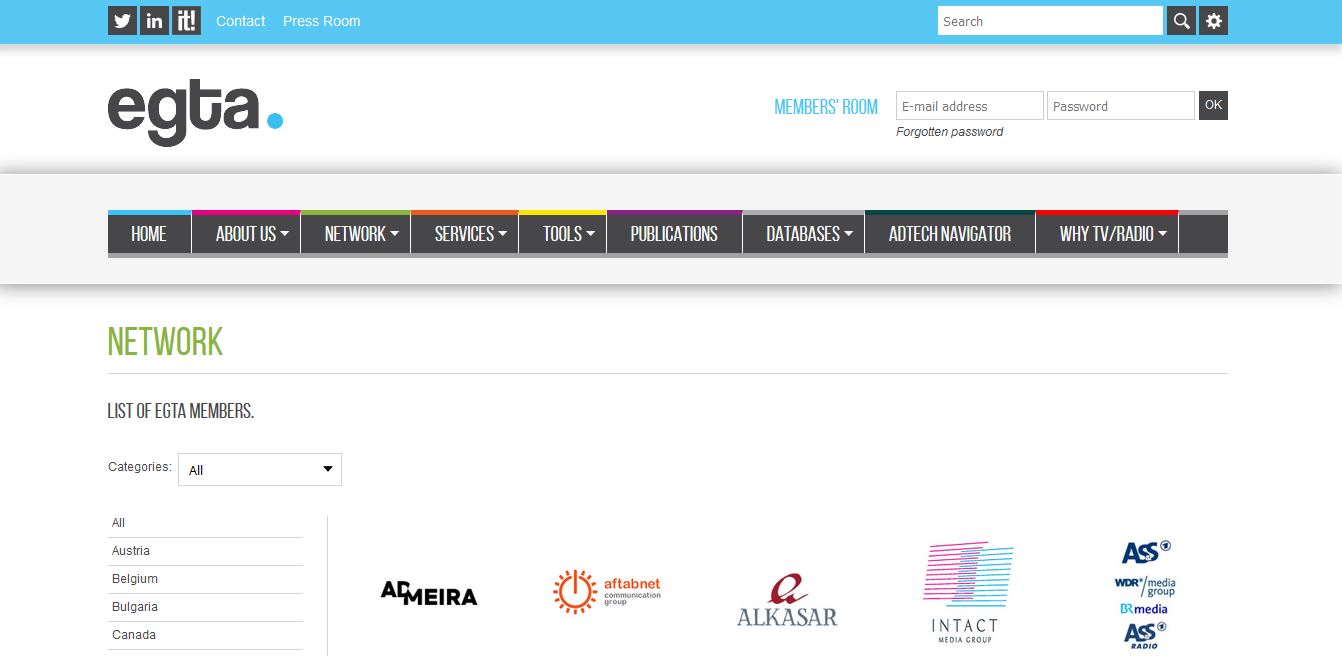 in it! Contact Press Room Search
egta.
MEMBERS' ROOM E-mail address Password OK
Forgotten password
HOME ABOUT US NETWORK SERVICES TOOLS PUBLICATIONS DATABASES ADTECH NAVIGATOR WHY TV/RADIO
NETWORK
LIST OF EGTA MEMBERS.
Categories: All
All
Austria
Belgium
Bulgaria
Canada
ADMEIRA
aftabnet
communication
group
ALKASAR
INTACT
MEDIA GROUP
ASS
WDR media
group
BR media
ASS
RADIO